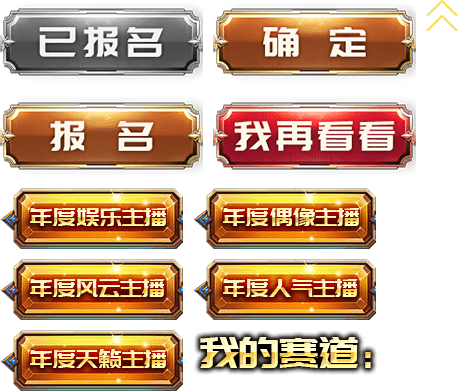 已报名
确定
报名
我再看看
年度娱乐主播
年度偶像主播
年度风云主播
年度人气主播
年度天籁主播
我的赛道：